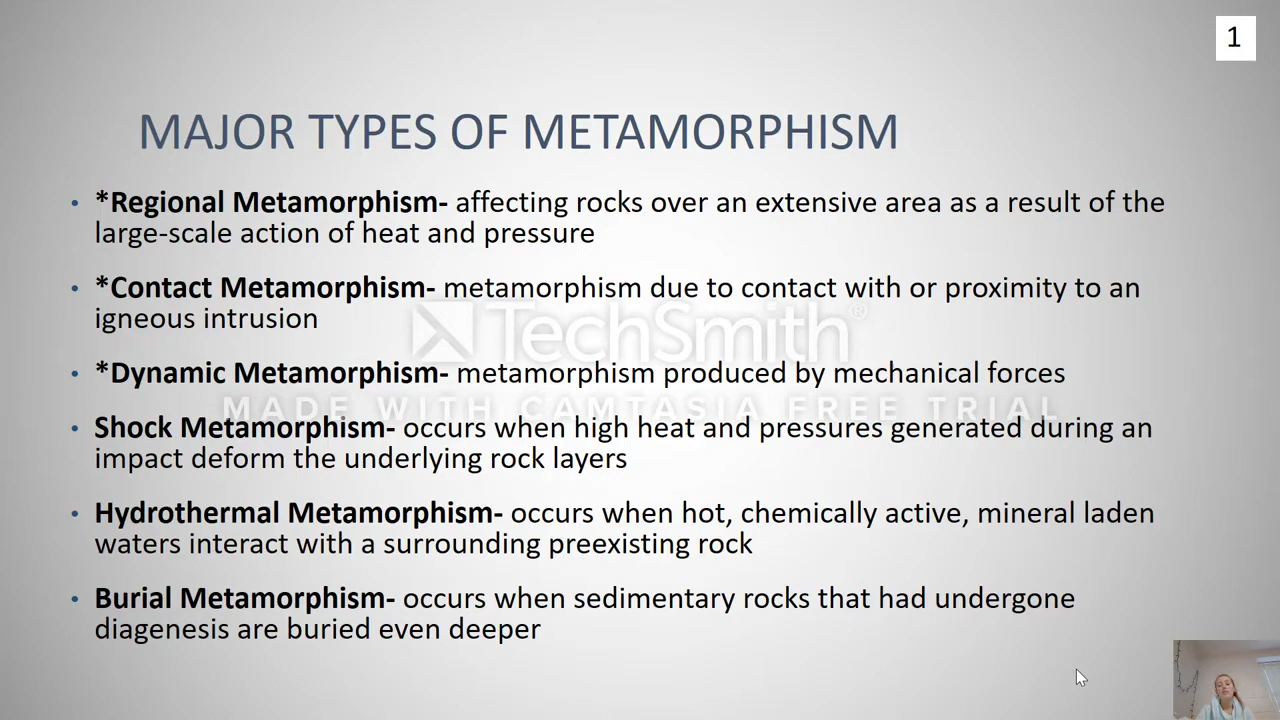 1
MAJOR TYPES OF METAMORPHISM
• *Regional Metamorphism- affecting rocks over an extensive area as a result of the
large-scale action of heat and pressure
• *Contact Metamorphism- metamorphism due to contact with or proximity to an
igneous intrusion
TechSmith®
• *Dynamic Metamorphism- metamorphism produced by mechanical forces
MADE WITH CAMTASIA FREE TRIAL
• Shock Metamorphism- occurs when high heat and pressures generated during an
impact deform the underlying rock layers
• Hydrothermal Metamorphism- occurs when hot, chemically active, mineral laden
waters interact with a surrounding preexisting rock
• Burial Metamorphism- occurs when sedimentary rocks that had undergone
diagenesis are buried even deeper